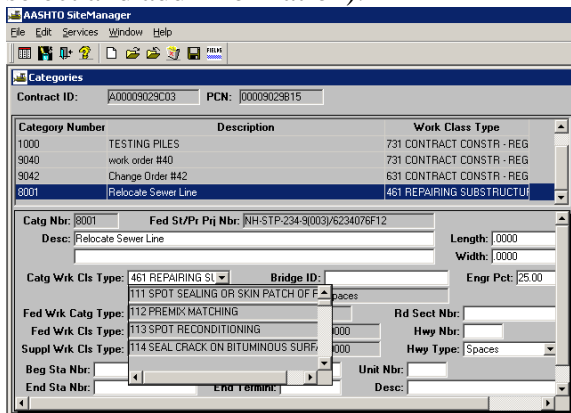 AASHTO SiteManager
File Edit Services Window Help
Categories
Contract ID: A00009029C03 PCN: 00009029B15
Category Number Description Work Class Type
1000 TESTING PILES 731 CONTRACT CONSTR - REG
9040 work order #40 731 CONTRACT CONSTR - REG
9042 Change Order #42 631 CONTRACT CONSTR - REG
8001 Relocate Sewer Line 461 REPAIRING SUBSTRUCTUR
Catg Nbr: 8001 Fed St/Pr Prj Nbr: NH-STP-234-9(003)/6234076F12
Desc: Relocate Sewer Line Length: .0000
Width: .0000
Catg Wrk Cls Type: 461 REPAIRING SU Bridge ID: Engr Pct: 25.00
111 SPOT SEALING OR SKIN PATCH OF F paces
Fed Wrk Catg Type: 112 PREMIX MATCHING Rd Sect Nbr:
Fed Wrk Cls Type: 113 SPOT RECONDITIONING 0000 Hwy Nbr:
Suppl Wrk Cls Type: 114 SEAL CRACK ON BITUMINOUS SURFA 0000 Hwy Type: Spaces
Beg Sta Nbr: Unit Nbr:
End Sta Nbr: End Termini: Desc: